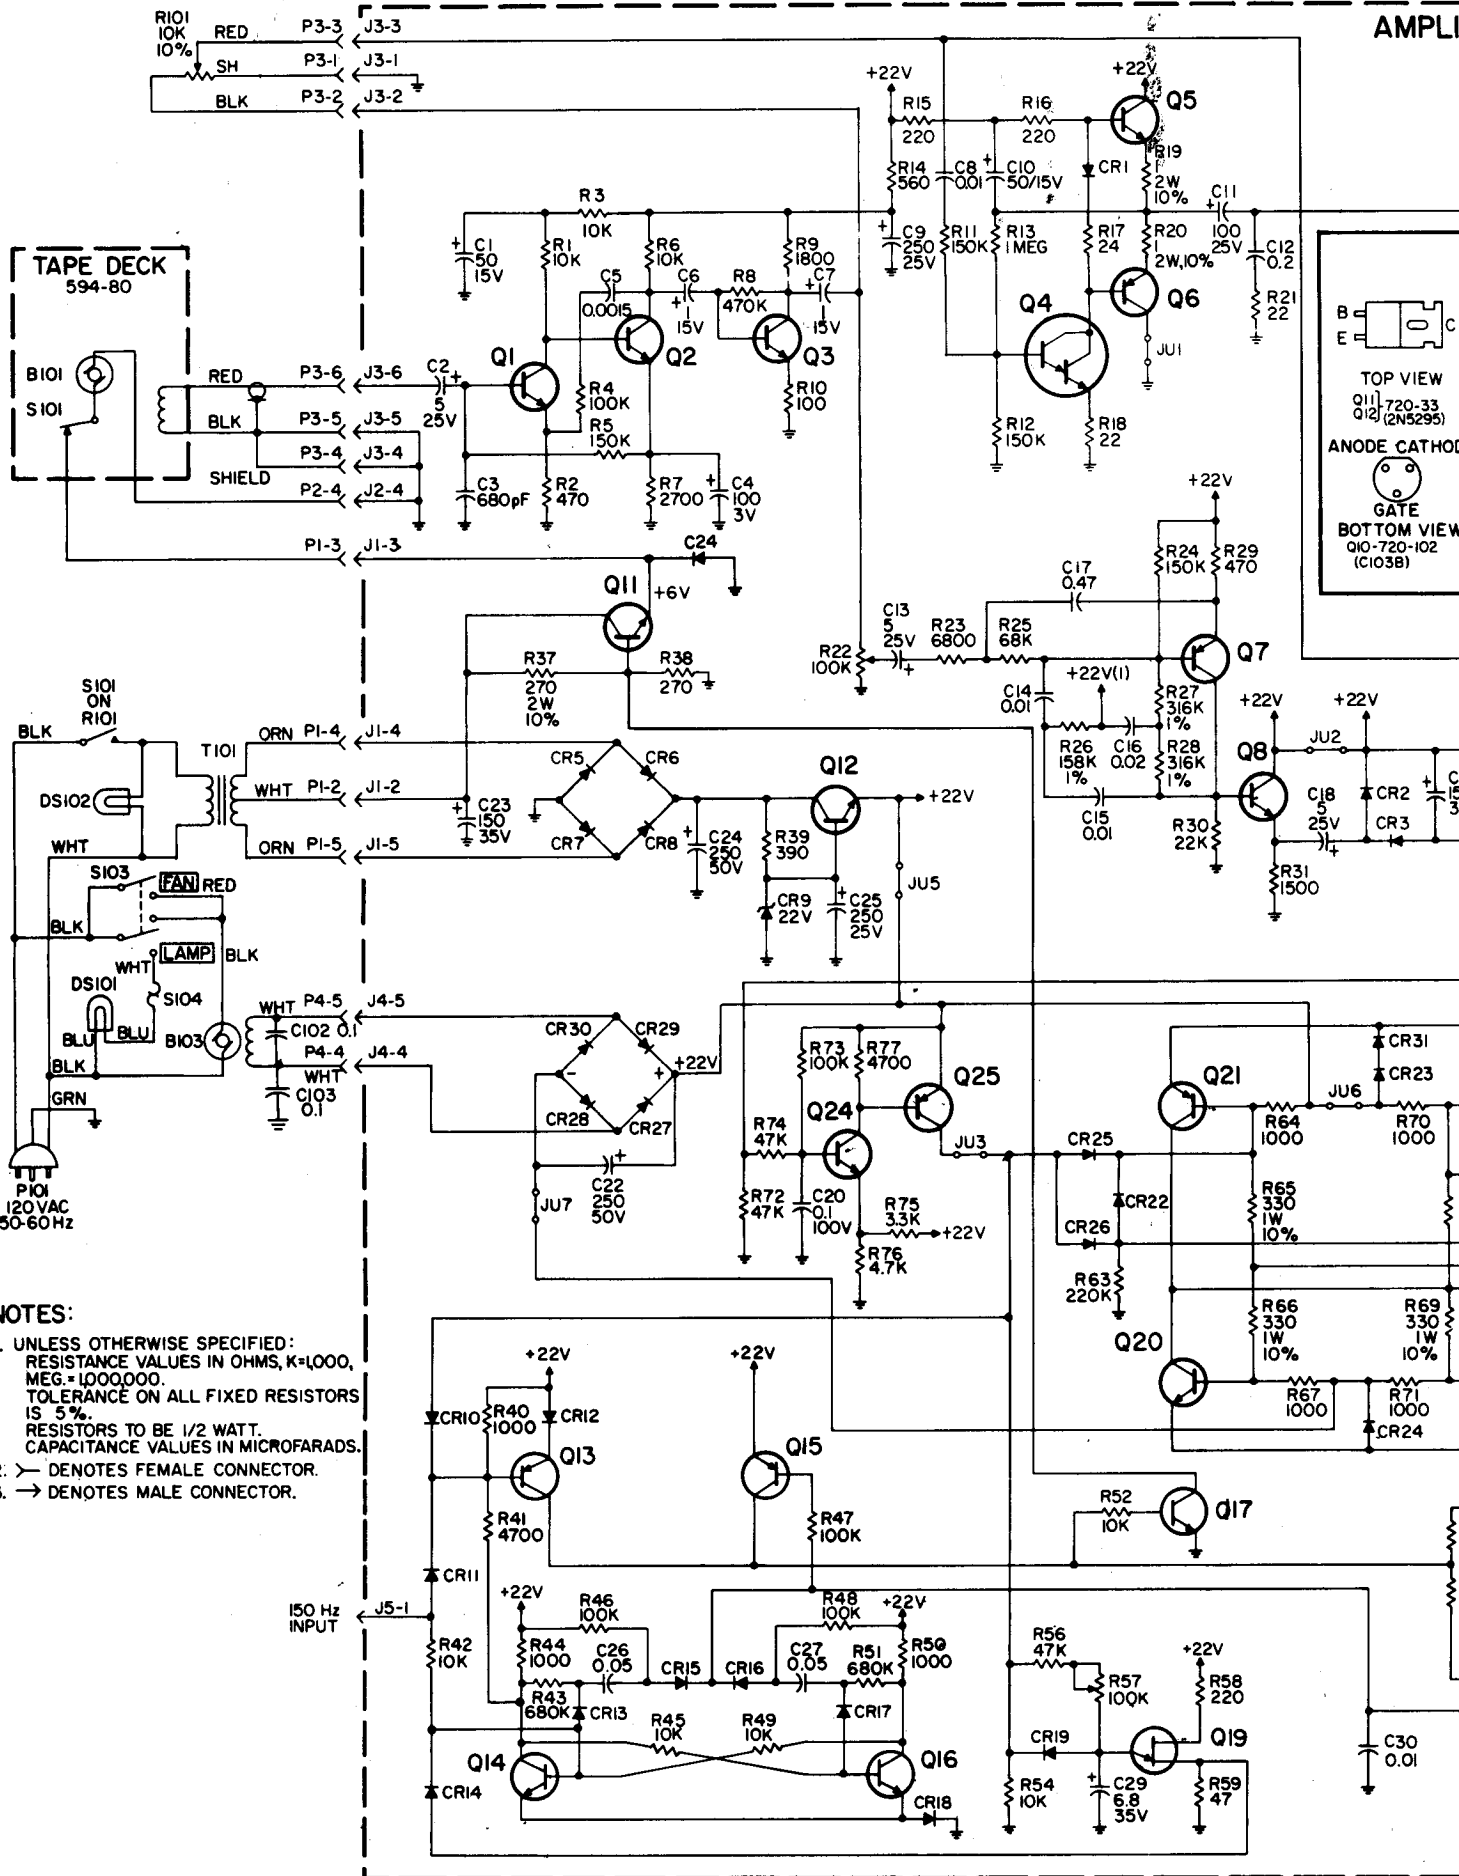 AMPLI
R101
10K
10%
RED
P3-3
J3-3
SH
P3-1
J3-1
BLK
P3-2
J3-2
+22V
R15
220
R16
220
+22V
Q5
R14
560
C8
0.01
C10
50/15V
CR1
R19
1
2W
10%
C11
100
25V
R3
10K
C1
50
15V
R1
10K
R6
10K
R9
1800
C9
250
25V
R11
150K
R13
1MEG
R17
24
R20
1
2W,10%
C12
0.2
TAPE DECK
594-80
C5
0.0015
C6
1
15V
R8
470K
C7
1
15V
Q4
Q6
R21
22
B
E
C
Q1
Q2
Q3
JU1
B101
S101
RED
P3-6
J3-6
C2
5
25V
R4
100K
R10
100
TOP VIEW
Q11
Q12
720-33
(2N5295)
BLK
P3-5
J3-5
R5
150K
R12
150K
R18
22
P3-4
J3-4
SHIELD
P2-4
J2-4
C3
680pF
R2
470
R7
2700
C4
100
3V
ANODE CATHOD
GATE
BOTTOM VIEW
Q10-720-102
(C103B)
+22V
P1-3
J1-3
C24
Q11
+6V
R24
150K
R29
470
C17
0.47
C13
5
25V
R23
6800
R25
68K
Q7
R22
100K
R37
270
2W
10%
R38
270
C14
0.01
+22V(1)
R27
316K
1%
+22V
+22V
S101
ON
R101
BLK
T101
ORN
P1-4
J1-4
R26
158K
1%
C16
0.02
R28
316K
1%
Q8
JU2
DS102
WHT
P1-2
J1-2
CR5
CR6
Q12
+22V
C23
150
35V
C15
0.01
C18
5
25V
CR2
CR3
WHT
ORN
P1-5
J1-5
CR7
CR8
C24
250
50V
R39
390
R30
22K
R31
1500
S103
FAN
RED
CR9
22V
C25
250
25V
JU5
BLK
LAMP
BLK
WHT
DS101
S104
BLU
BLU
B103
WHT
P4-5
J4-5
C102 0.1
P4-4
J4-4
WHT
C103
0.1
BLK
GRN
CR30
CR29
+22V
-
+
CR28
CR27
R73
100K
R77
4700
Q25
Q24
Q21
CR31
CR23
JU6
R64
1000
R70
1000
R74
47K
JU3
CR25
P101
120VAC
50-60Hz
C22
250
50V
JU7
R72
47K
C20
0.1
100V
R75
3.3K
+22V
R76
4.7K
CR22
CR26
R63
220K
R65
330
1W
10%
NOTES:
. UNLESS OTHERWISE SPECIFIED:
RESISTANCE VALUES IN OHMS, K=1,000,
MEG.=1,000,000.
TOLERANCE ON ALL FIXED RESISTORS
IS 5%.
RESISTORS TO BE 1/2 WATT.
CAPACITANCE VALUES IN MICROFARADS.
2. DENOTES FEMALE CONNECTOR.
3. DENOTES MALE CONNECTOR.
+22V
+22V
Q20
R66
330
1W
10%
R69
330
1W
10%
R67
1000
R71
1000
CR24
CR10
R40
1000
CR12
Q13
Q15
R41
4700
R47
100K
R52
10K
Q17
CR11
150 Hz
INPUT
J5-1
+22V
R46
100K
R48
100K
+22V
R42
10K
R44
1000
C26
0.05
CR15
CR16
C27
0.05
R51
680K
R50
1000
R43
680K
CR13
CR17
R56
47K
R57
100K
+22V
R58
220
R45
10K
R49
10K
Q14
Q16
CR14
CR18
CR19
Q19
R54
10K
C29
6.8
35V
R59
47
C30
0.01